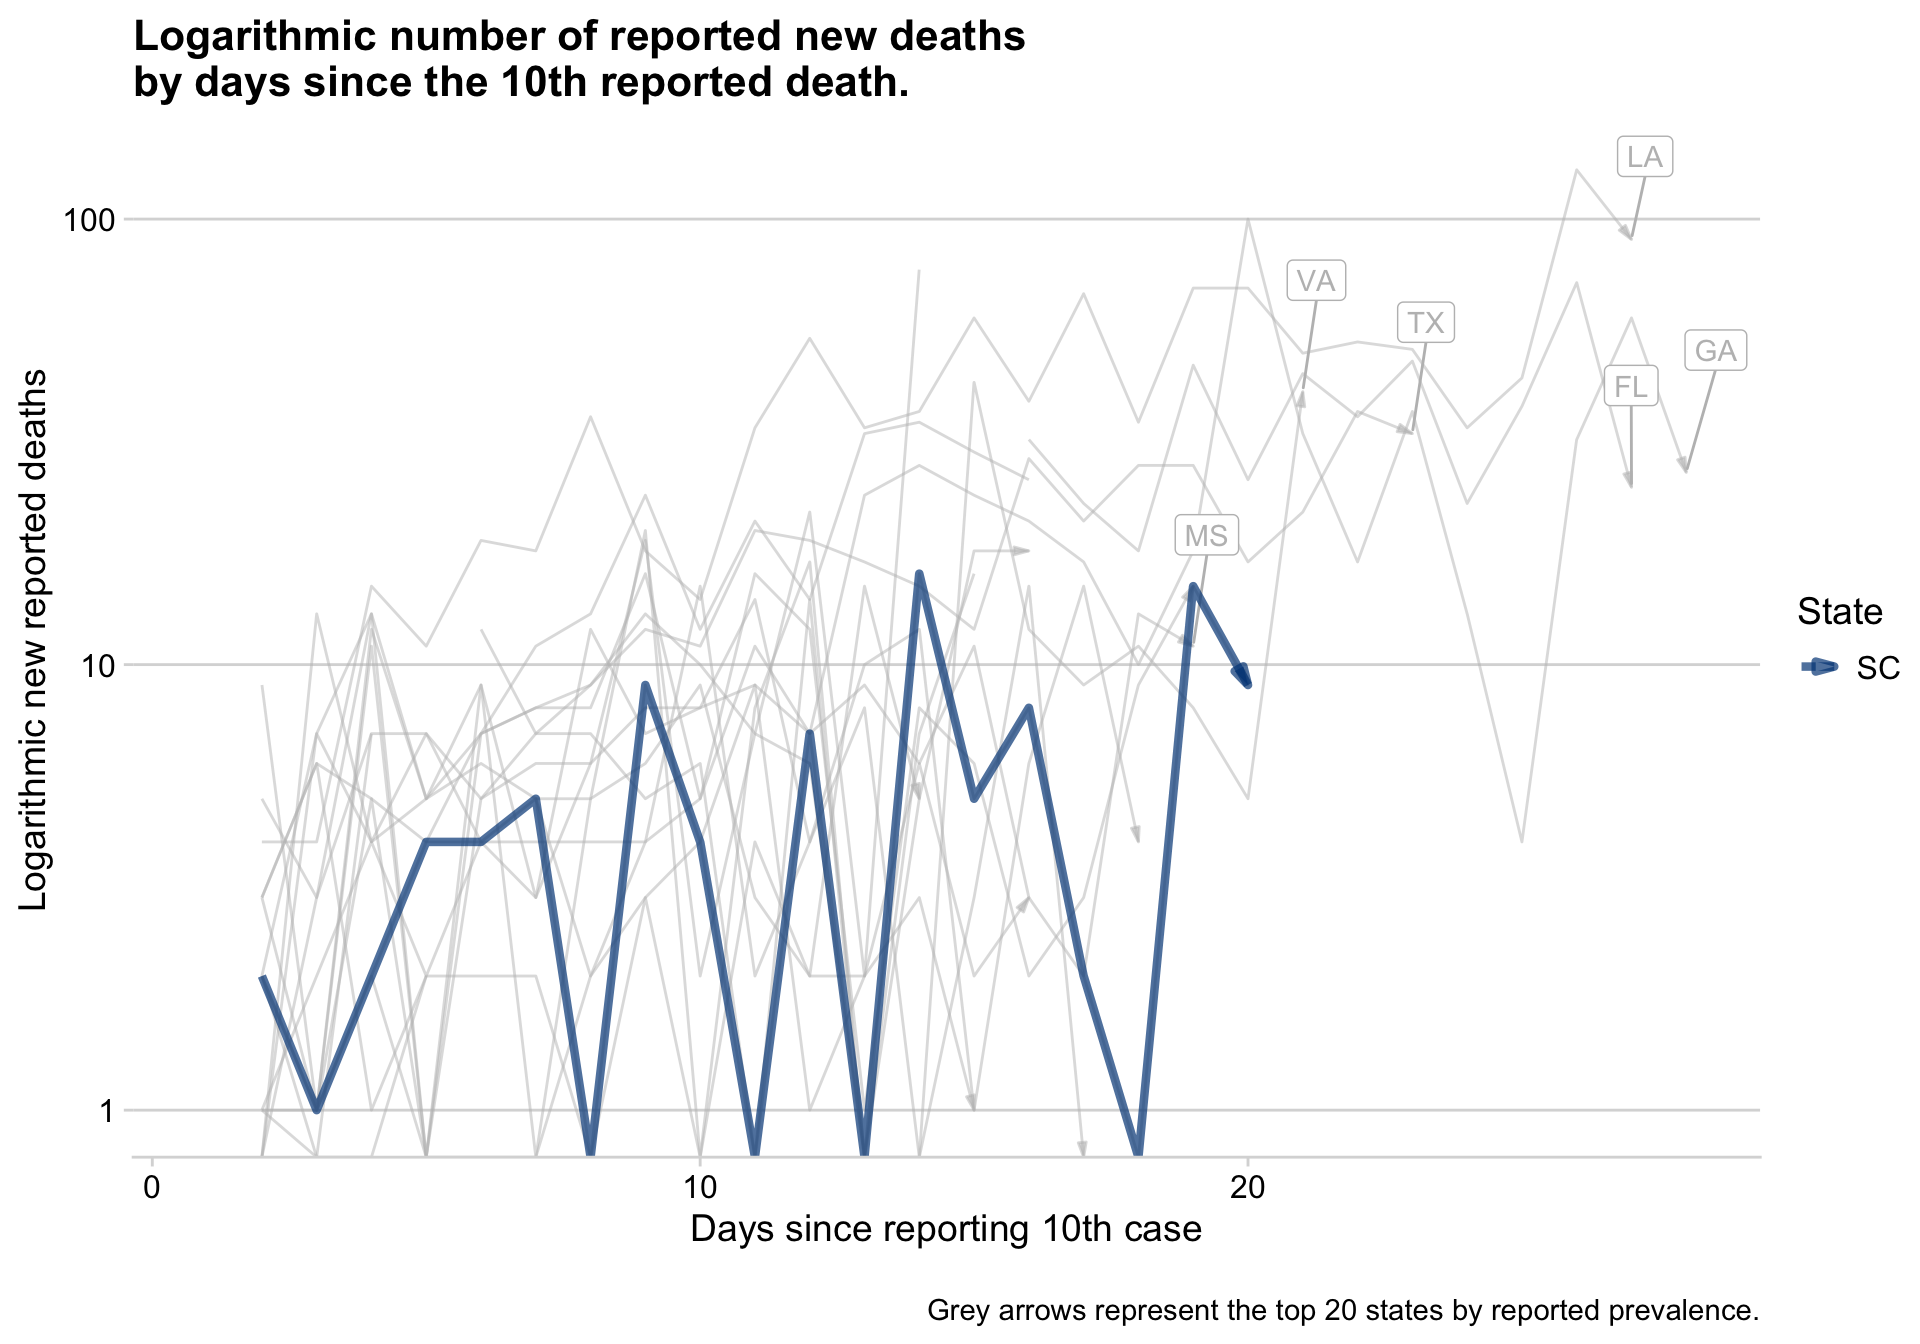 Logarithmic number of reported new deaths
by days since the 10th reported death.
LA
100
VA
TX
GA
FL
MS
Logarithmic new reported deaths
State
SC
10
1
0
10
20
Days since reporting 10th case
Grey arrows represent the top 20 states by reported prevalence.